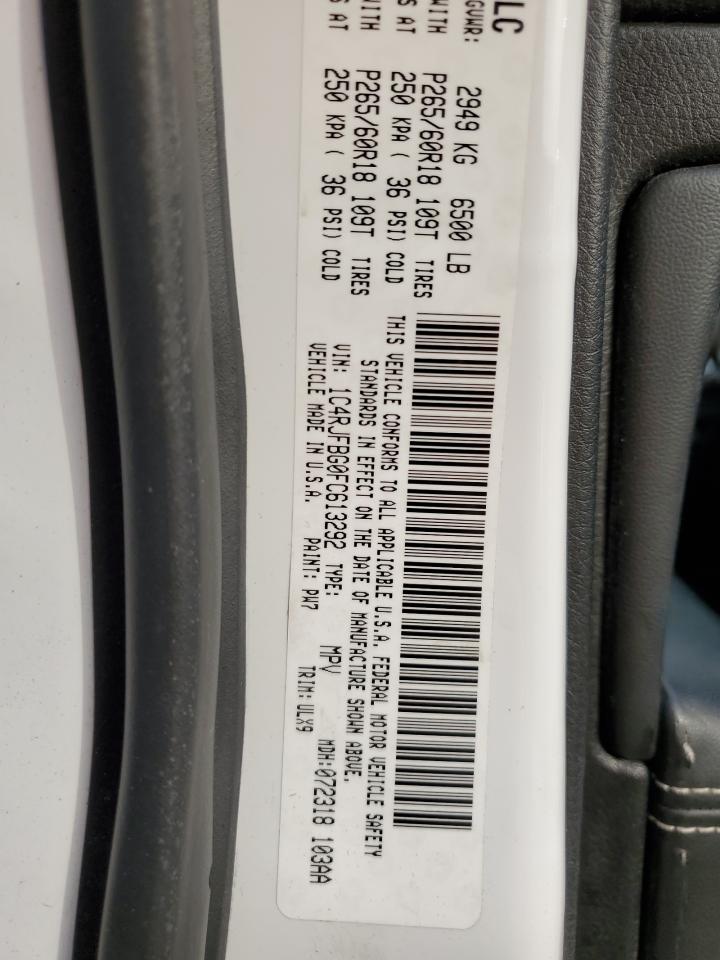 LC
GVWR: 2949 KG 6500 LB
WITH P265/60R18 109T TIRES
S AT 250 KPA ( 36 PSI) COLD
WITH P265/60R18 109T TIRES
S AT 250 KPA ( 36 PSI) COLD
THIS VEHICLE CONFORMS TO ALL APPLICABLE U.S.A. FEDERAL MOTOR VEHICLE SAFETY
STANDARDS IN EFFECT ON THE DATE OF MANUFACTURE SHOWN ABOVE.
VIN: 1C4RJFBG0FC613292 TYPE: MPV MDH:072318 103AA
VEHICLE MADE IN U.S.A. PAINT: PW7 TRIM: ULX9